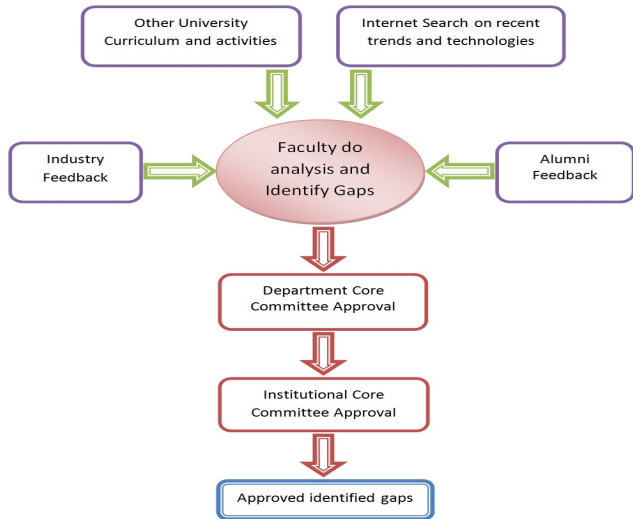 Other University
Curriculum and activities
Internet Search on recent
trends and technologies
Industry
Feedback
Faculty do
analysis and
Identify Gaps
Alumni
Feedback
Department Core
Committee Approval
Institutional Core
Committee Approval
Approved identified gaps